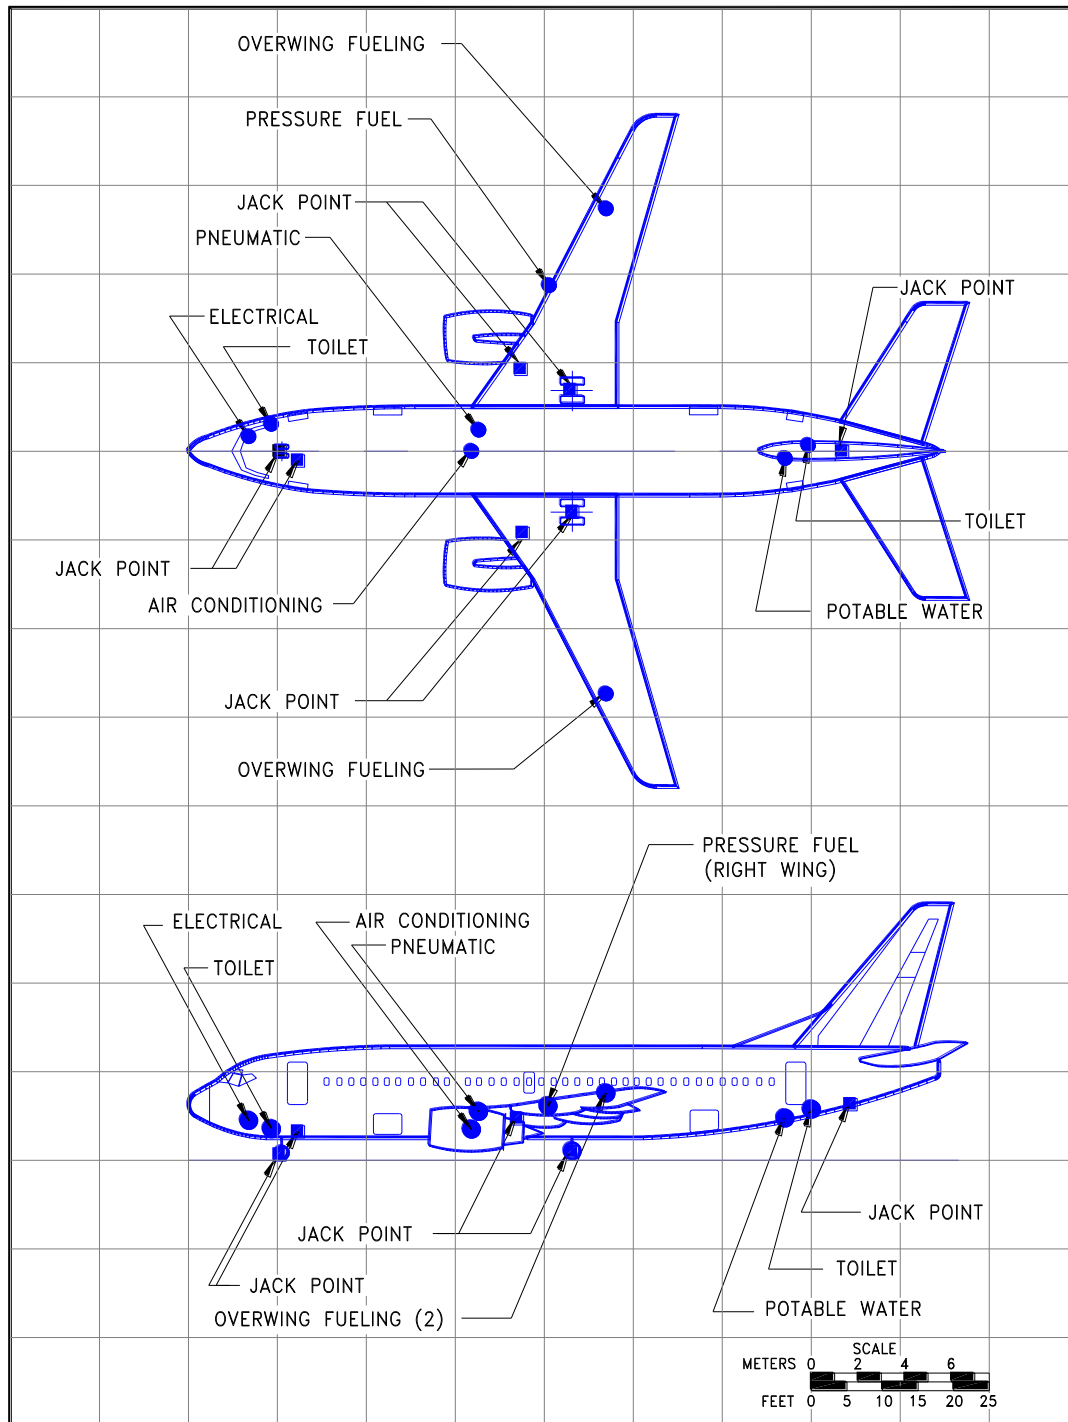 OVERWING FUELING
PRESSURE FUEL
JACK POINT
PNEUMATIC
JACK POINT
ELECTRICAL
TOILET
TOILET
JACK POINT
AIR CONDITIONING
POTABLE WATER
JACK POINT
OVERWING FUELING
PRESSURE FUEL
(RIGHT WING)
ELECTRICAL
AIR CONDITIONING
PNEUMATIC
TOILET
JACK POINT
JACK POINT
TOILET
JACK POINT
POTABLE WATER
OVERWING FUELING (2)
SCALE
METERS 0 2 4 6
FEET 0 5 10 15 20 25